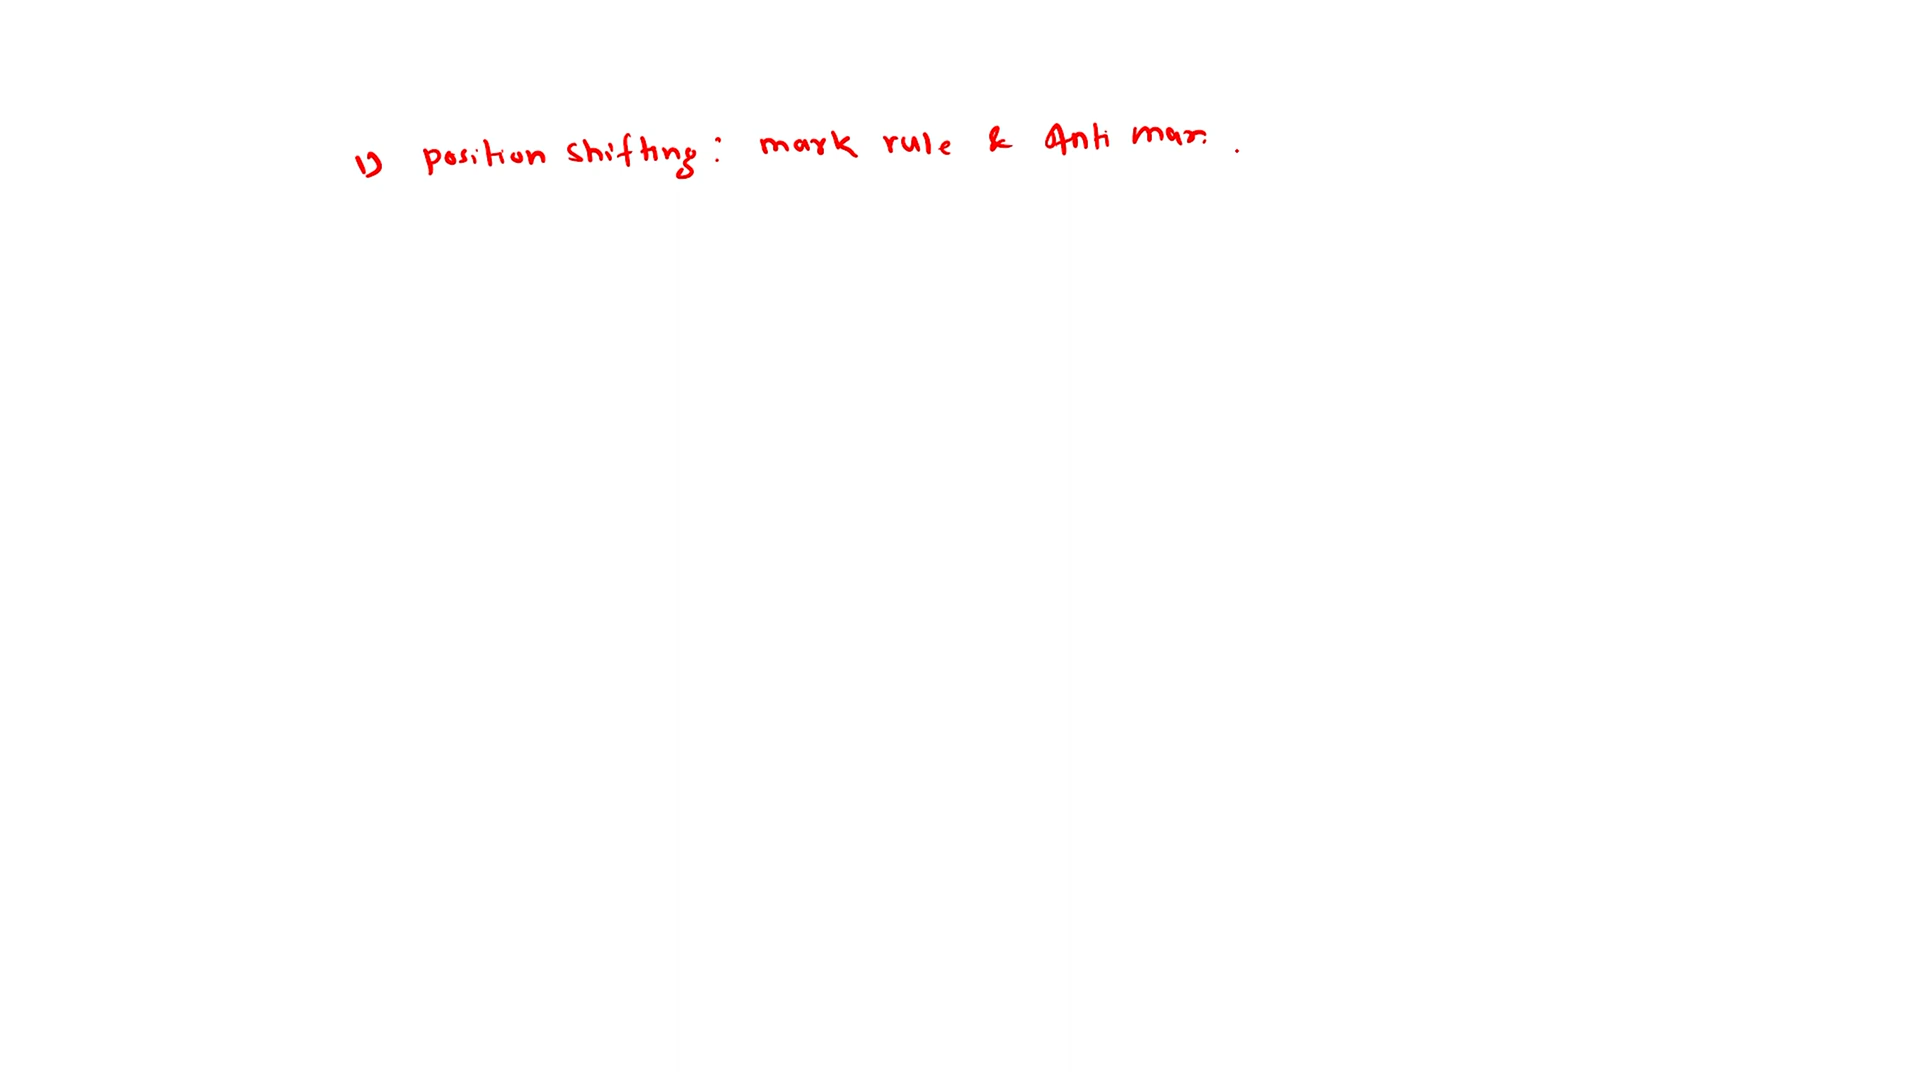 1) position shifting : mark rule & Anti mar .